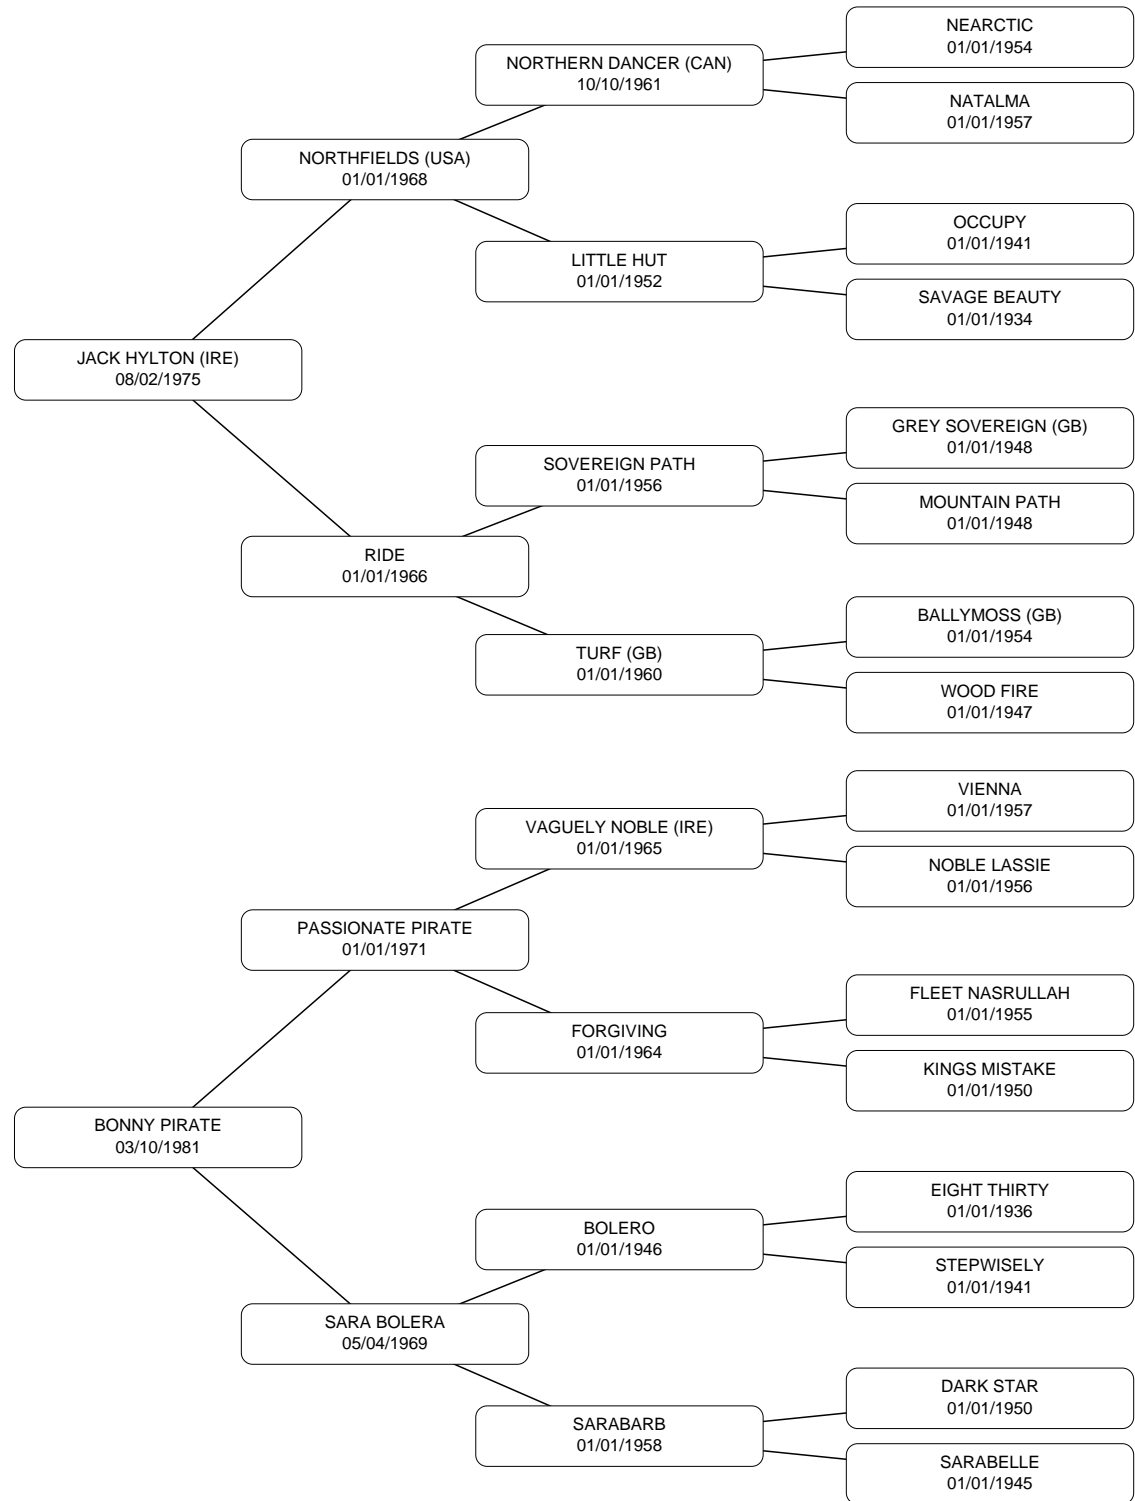 NEARCTIC
01/01/1954
NORTHERN DANCER (CAN)
10/10/1961
NATALMA
01/01/1957
NORTHFIELDS (USA)
01/01/1968
OCCUPY
01/01/1941
LITTLE HUT
01/01/1952
SAVAGE BEAUTY
01/01/1934
JACK HYLTON (IRE)
08/02/1975
GREY SOVEREIGN (GB)
01/01/1948
SOVEREIGN PATH
01/01/1956
MOUNTAIN PATH
01/01/1948
RIDE
01/01/1966
BALLYMOSS (GB)
01/01/1954
TURF (GB)
01/01/1960
WOOD FIRE
01/01/1947
VIENNA
01/01/1957
VAGUELY NOBLE (IRE)
01/01/1965
NOBLE LASSIE
01/01/1956
PASSIONATE PIRATE
01/01/1971
FLEET NASRULLAH
01/01/1955
FORGIVING
01/01/1964
KINGS MISTAKE
01/01/1950
BONNY PIRATE
03/10/1981
EIGHT THIRTY
01/01/1936
BOLERO
01/01/1946
STEPWISELY
01/01/1941
SARA BOLERA
05/04/1969
DARK STAR
01/01/1950
SARABARB
01/01/1958
SARABELLE
01/01/1945